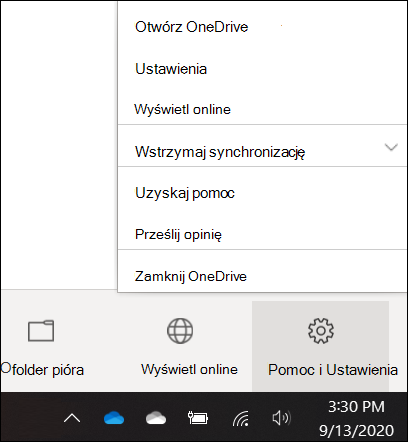 Otwórz OneDrive
Ustawienia
Wyświetl online
Wstrzymaj synchronizację
Uzyskaj pomoc
Prześlij opinię
Zamknij OneDrive
Ofolder pióra
Wyświetl online
Pomoc i Ustawienia
3:30 PM
9/13/2020